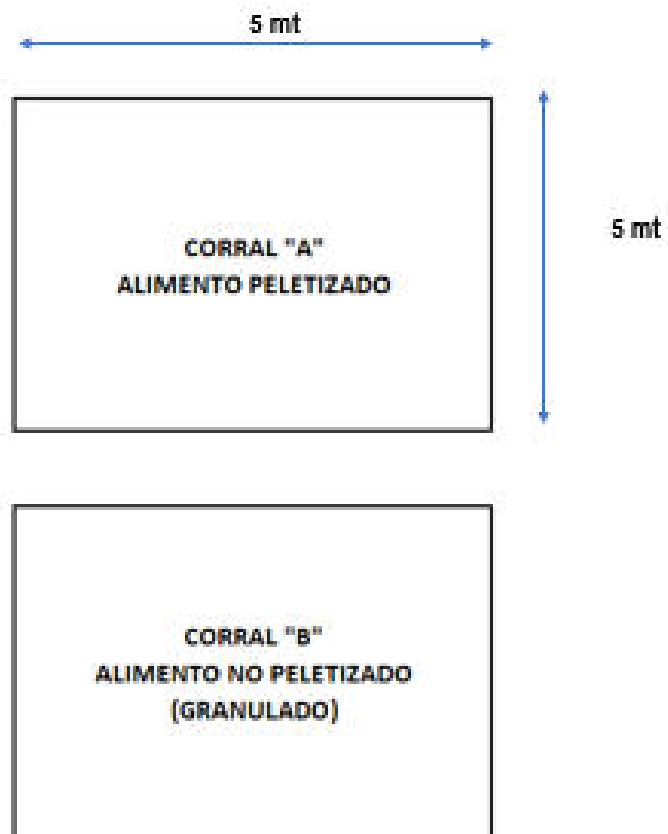 5 mt
CORRAL "A"
ALIMENTO PELETIZADO
5 mt
CORRAL "B"
ALIMENTO NO PELETIZADO
(GRANULADO)